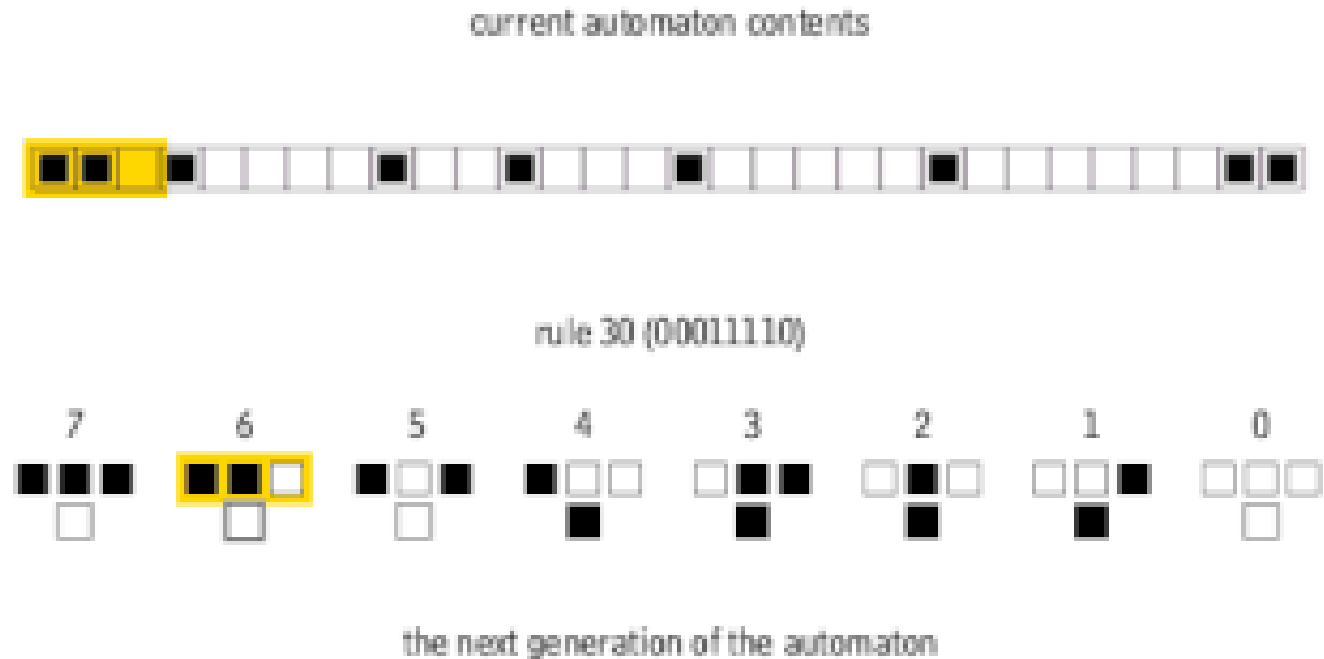 current automaton contents
rule 30 (00011110)
7 6 5 4 3 2 1 0
the next generation of the automaton